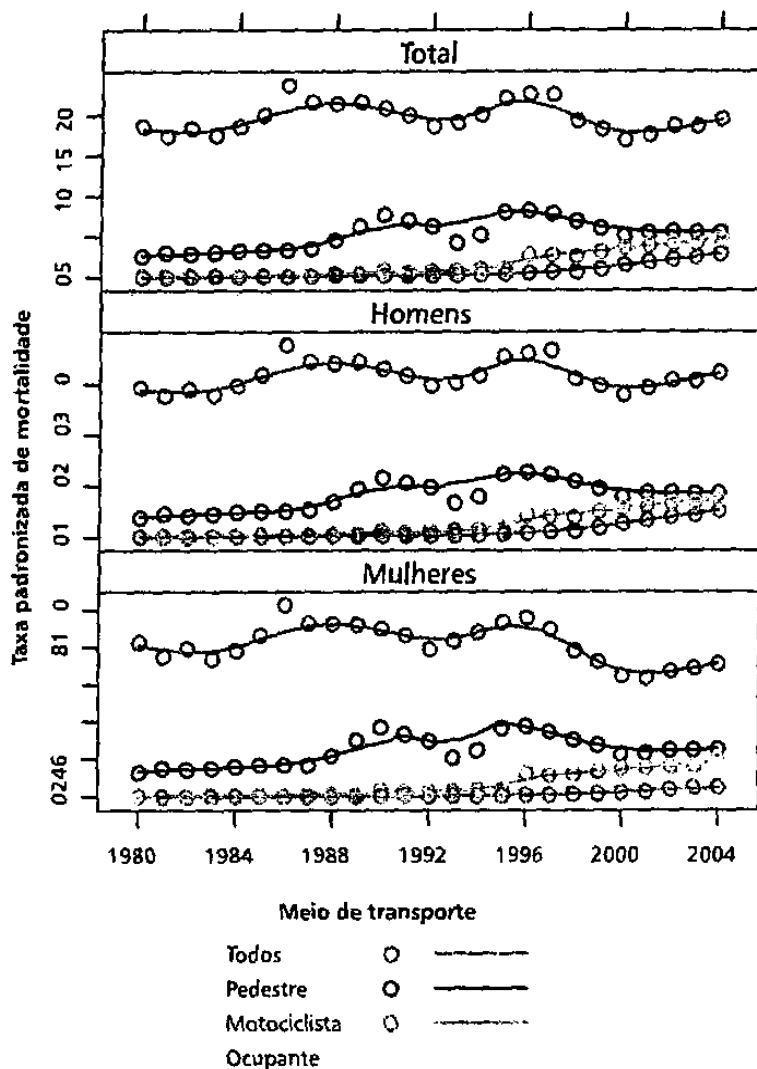 Total
20
15
10
05
Homens
0
03
02
01
Mulheres
0
81
0246
Taxa padronizada de mortalidade
1980 1984 1988 1992 1996 2000 2004
Meio de transporte
Todos
Pedestre
Motociclista
Ocupante